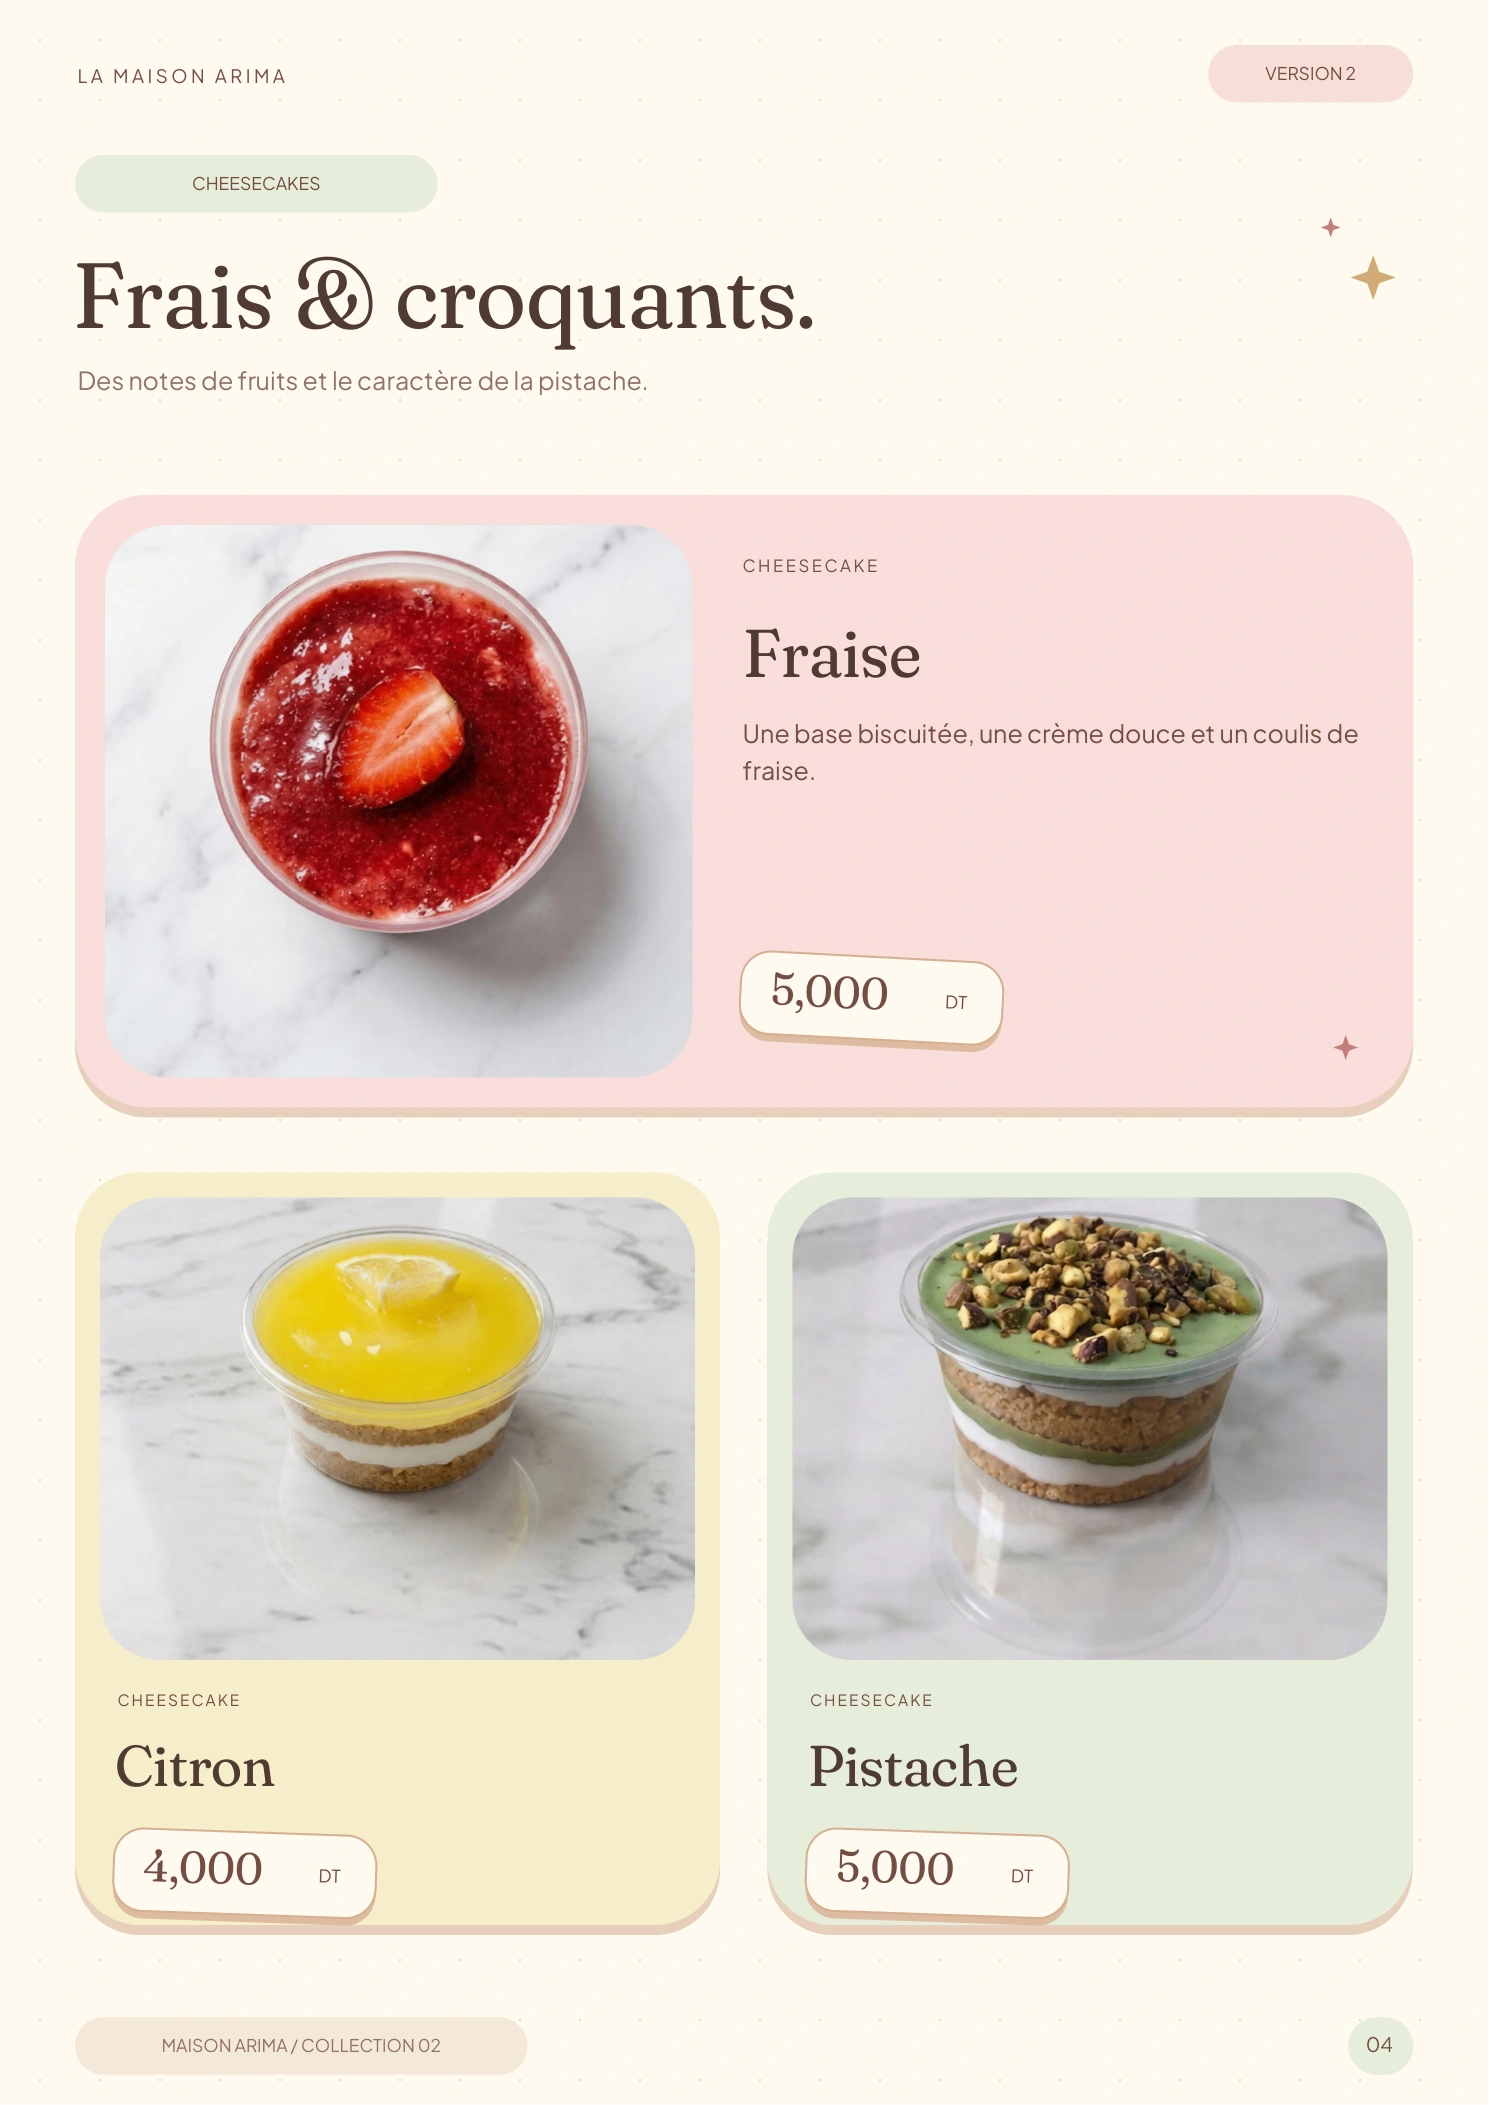 LA MAISON ARIMA
VERSION 2
CHEESECAKES
Frais & croquants.
Des notes de fruits et le caractère de la pistache.
CHEESECAKE
Fraise
Une base biscuitée, une crème douce et un coulis de
fraise.
5,000 DT
CHEESECAKE
Citron
4,000 DT
CHEESECAKE
Pistache
5,000 DT
MAISON ARIMA / COLLECTION 02
04